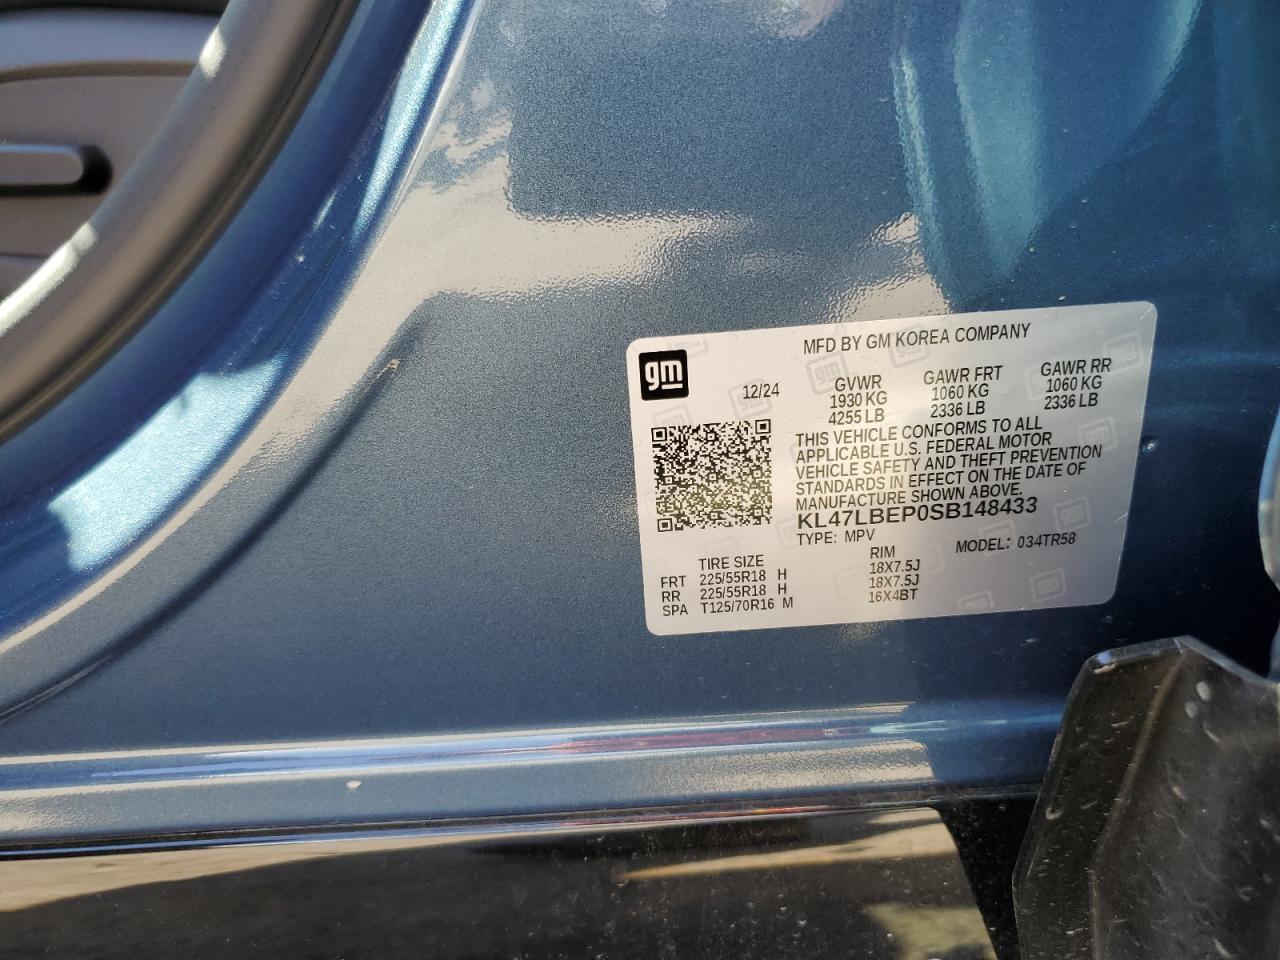 MFD BY GM KOREA COMPANY
gm
12/24
GVWR GAWR FRT GAWR RR
1930 KG 1060 KG 1060 KG
4255 LB 2336 LB 2336 LB
THIS VEHICLE CONFORMS TO ALL
APPLICABLE U.S. FEDERAL MOTOR
VEHICLE SAFETY AND THEFT PREVENTION
STANDARDS IN EFFECT ON THE DATE OF
MANUFACTURE SHOWN ABOVE.
KL47LBEP0SB148433
TYPE: MPV MODEL: 034TR58
TIRE SIZE RIM
FRT 225/55R18 H 18X7.5J
RR 225/55R18 H 18X7.5J
SPA T125/70R16 M 16X4BT